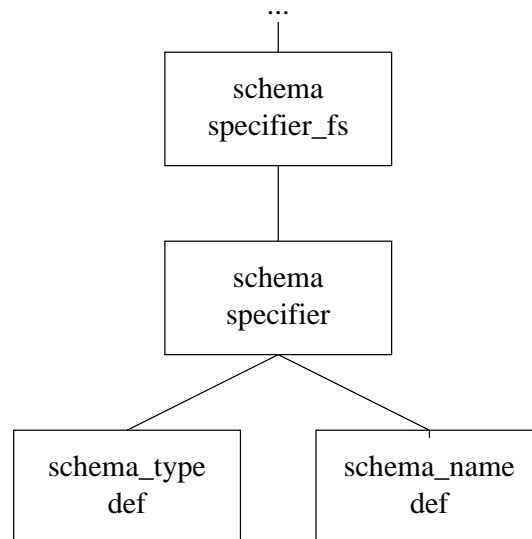 ...
schema
specifier_fs
schema
specifier
schema_type
def
schema_name
def